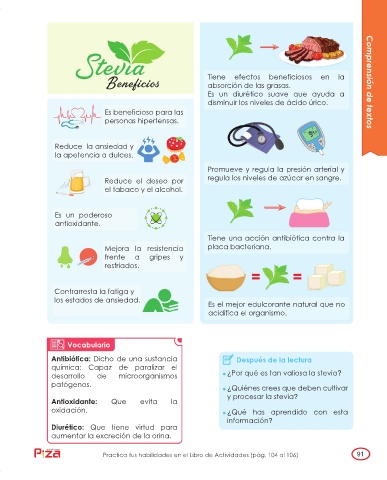 Stevia
Beneficios
Es beneficioso para las
personas hipertensas.
Reduce la ansiedad y
la apetencia a dulces.
Reduce el deseo por
el tabaco y el alcohol.
Es un poderoso
antioxidante.
Mejora la resistencia
frente a gripes y
resfriados.
Contrarresta la fatiga y
los estados de ansiedad.
Tiene efectos beneficiosos en la
absorción de las grasas.
Es un diurético suave que ayuda a
disminuir los niveles de ácido úrico.
Promueve y regula la presión arterial y
regula los niveles de azúcar en sangre.
Tiene una acción antibiótica contra la
placa bacteriana.
Es el mejor edulcorante natural que no
acidifica el organismo.
Comprensión de textos
Vocabulario
Antibiótica: Dicho de una sustancia
química: Capaz de paralizar el
desarrollo de microorganismos
patógenos.
Antioxidante: Que evita la
oxidación.
Diurético: Que tiene virtud para
aumentar la excreción de la orina.
Después de la lectura
¿Por qué es tan valiosa la stevia?
¿Quiénes crees que deben cultivar
y procesar la stevia?
¿Qué has aprendido con esta
información?
Practica tus habilidades en el Libro de Actividades (pág. 104 al 106)
91